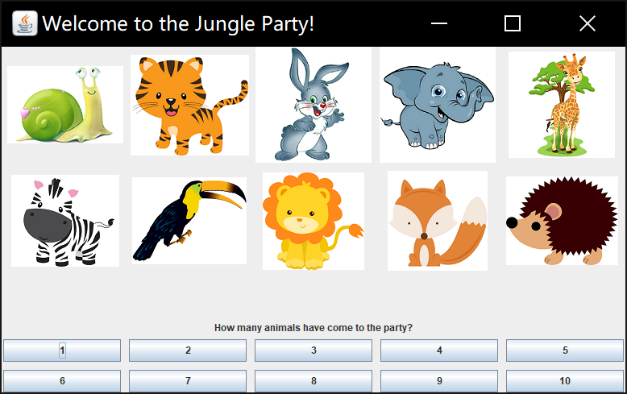 Welcome to the Jungle Party!
How many animals have come to the party?
1 2 3 4 5
6 7 8 9 10